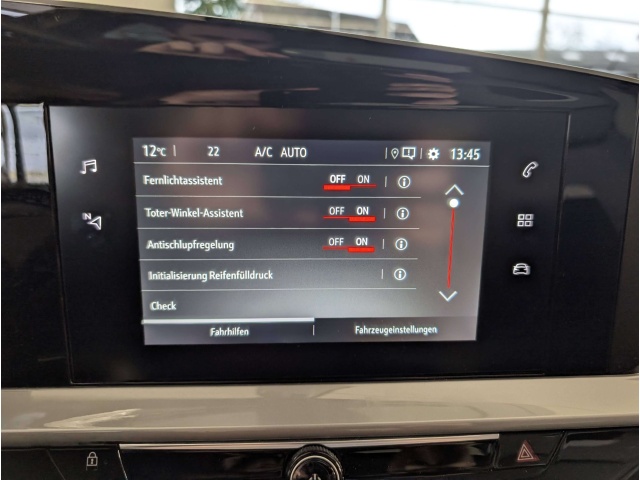 12°C 22 A/C AUTO 13:45
Fernlichtassistent OFF ON
Toter-Winkel-Assistent OFF ON
Antischlupfregelung OFF ON
Initialisierung Reifenfülldruck
Check
Fahrhilfen Fahrzeugeinstellungen
N